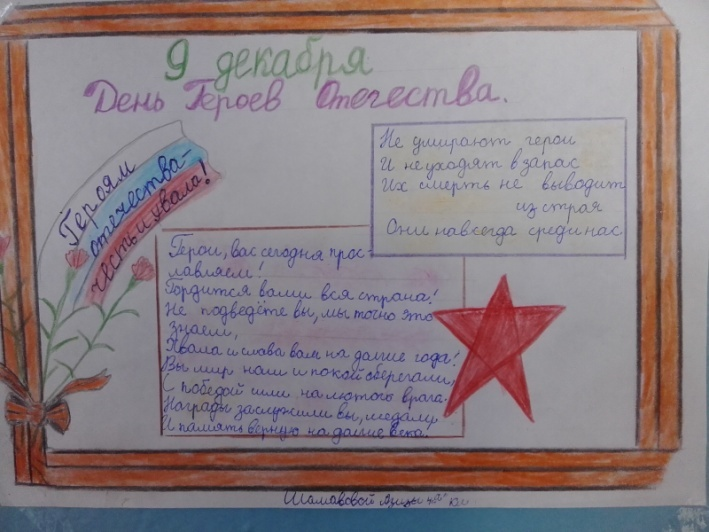 9 декабря
День Героев Отечества.
Героям
отечества-
честь и хвала!
Не умирают герои
И не уходят в запас
Их смерть не выводит
из строя
Они навсегда среди нас
Герои, вас сегодня прос-
лавляем!
Гордится вами вся страна!
Не подведёте вы, мы точно это
знаем,
Хвала и слава вам на долгие года!
Вы мир наш и покой оберегали,
С победой шли на лютого врага.
Награды заслужили вы, медали,
И память верную на долгие века.